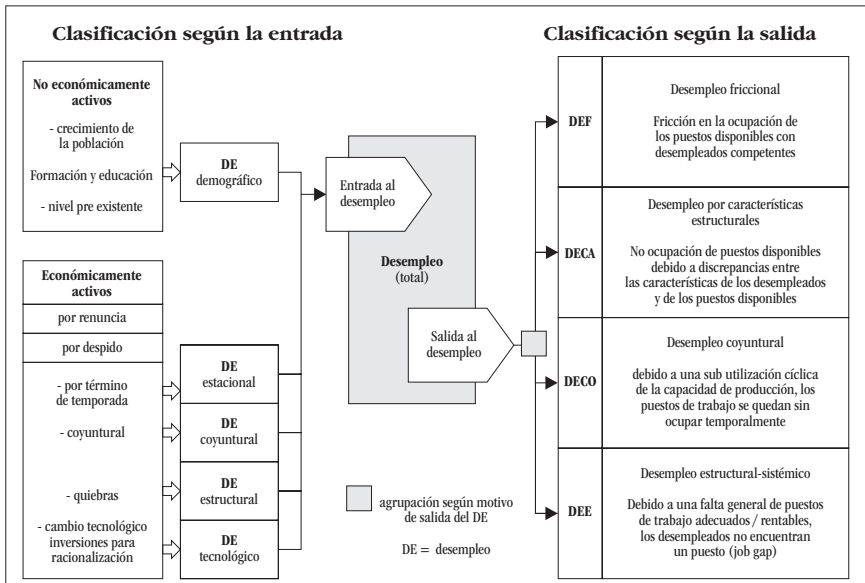 Clasificación según la entrada
No económicamente
activos
- crecimiento de
la población
Formación y educación
- nivel pre existente
DE
demográfico
Económicamente
activos
por renuncia
por despido
- por término
de temporada
- coyuntural
- quiebras
- cambio tecnológico
inversiones para
racionalización
DE
estacional
DE
coyuntural
DE
estructural
DE
tecnológico
Entrada al
desempleo
Desempleo
(total)
Salida al
desempleo
agrupación según motivo
de salida del DE
DE = desempleo
Clasificación según la salida
DEF
Desempleo friccional
Fricción en la ocupación de
los puestos disponibles con
desempleados competentes
DECA
Desempleo por características
estructurales
No ocupación de puestos disponibles
debido a discrepancias entre
las características de los desempleados
y de los puestos disponibles
DECO
Desempleo coyuntural
debido a una sub utilización cíclica
de la capacidad de producción, los
puestos de trabajo se quedan sin
ocupar temporalmente
DEE
Desempleo estructural-sistémico
Debido a una falta general de puestos
de trabajo adecuados / rentables,
los desempleados no encuentran
un puesto (job gap)